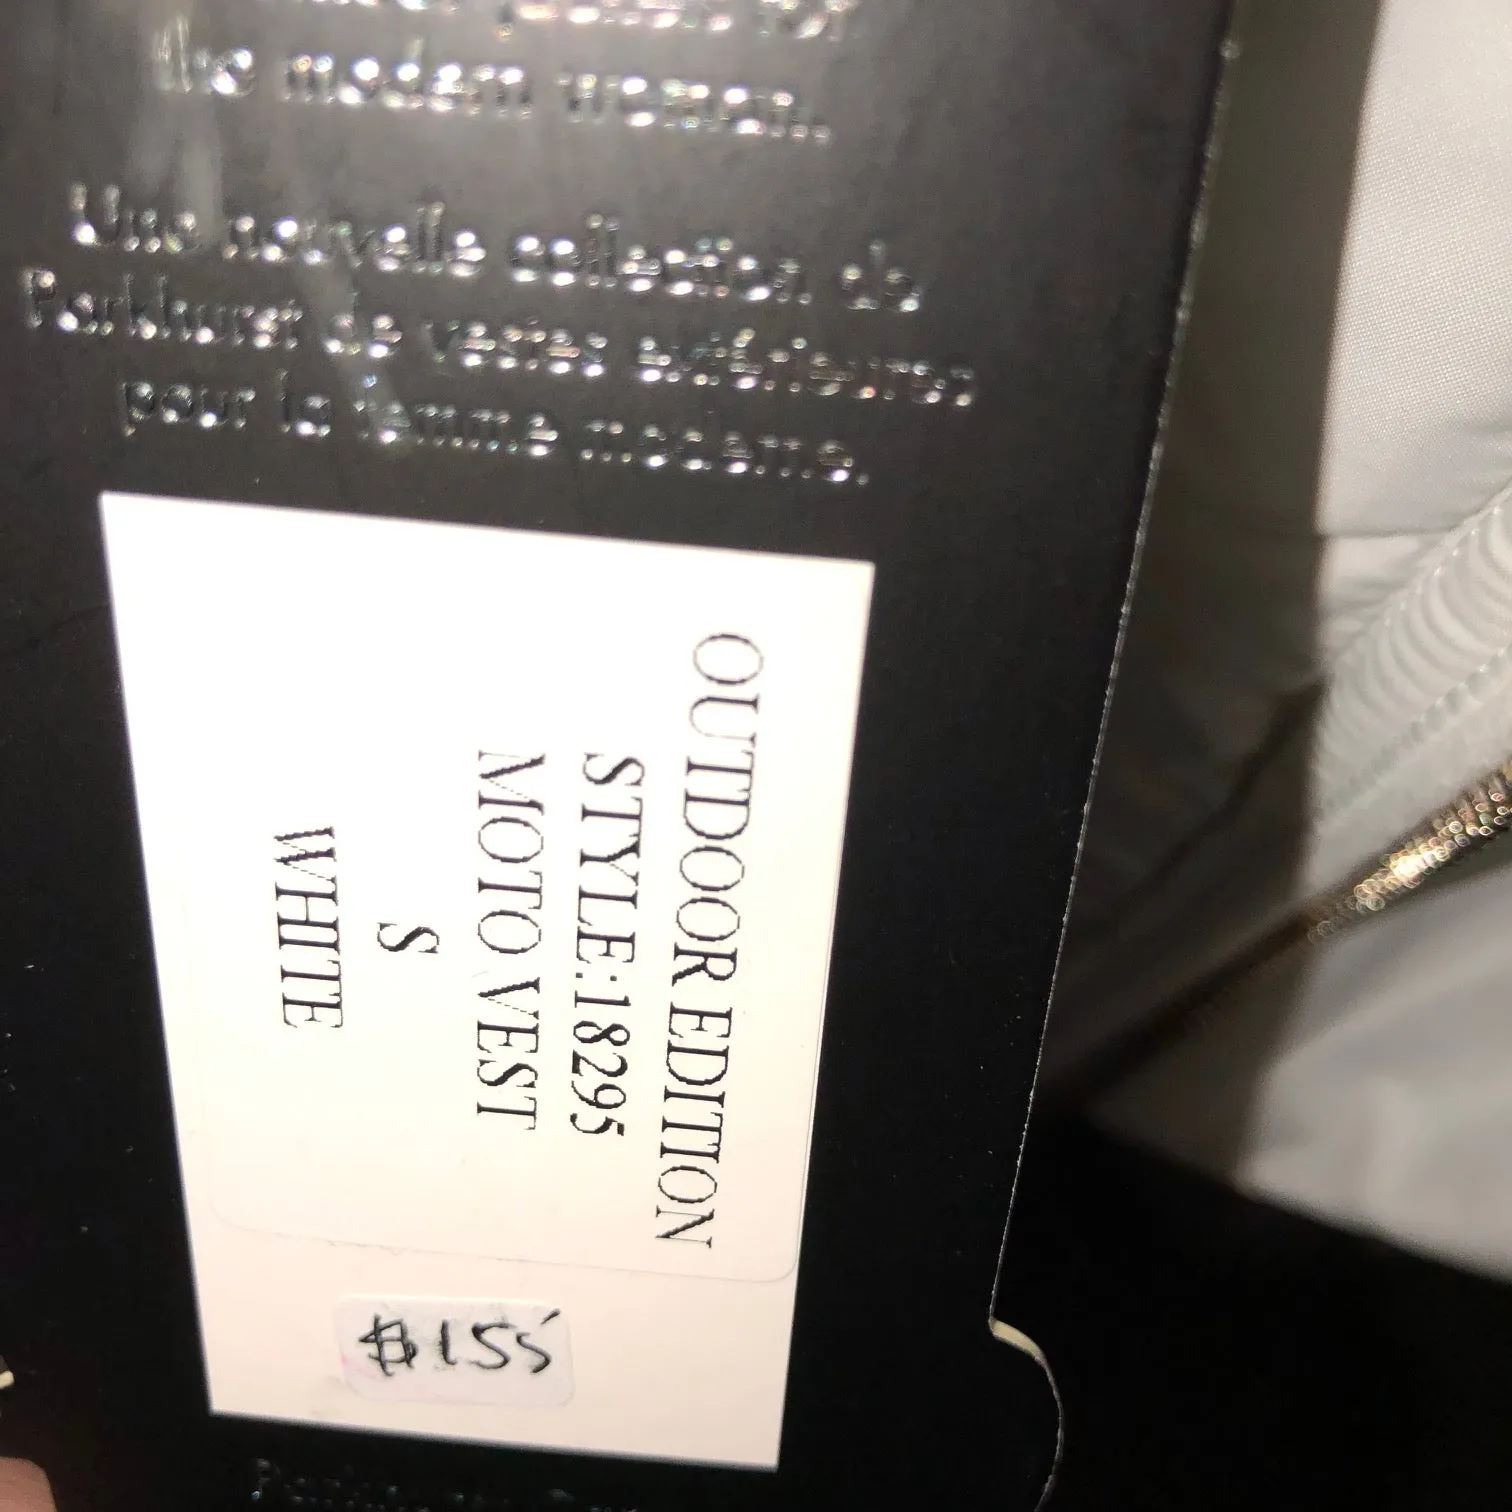 the modern woman.
Une nouvelle collection de
Parkhurst de vestes extérieures
pour la femme moderne.
OUTDOOR EDITION
STYLE:18295
MOTO VEST
S
WHITE
$155